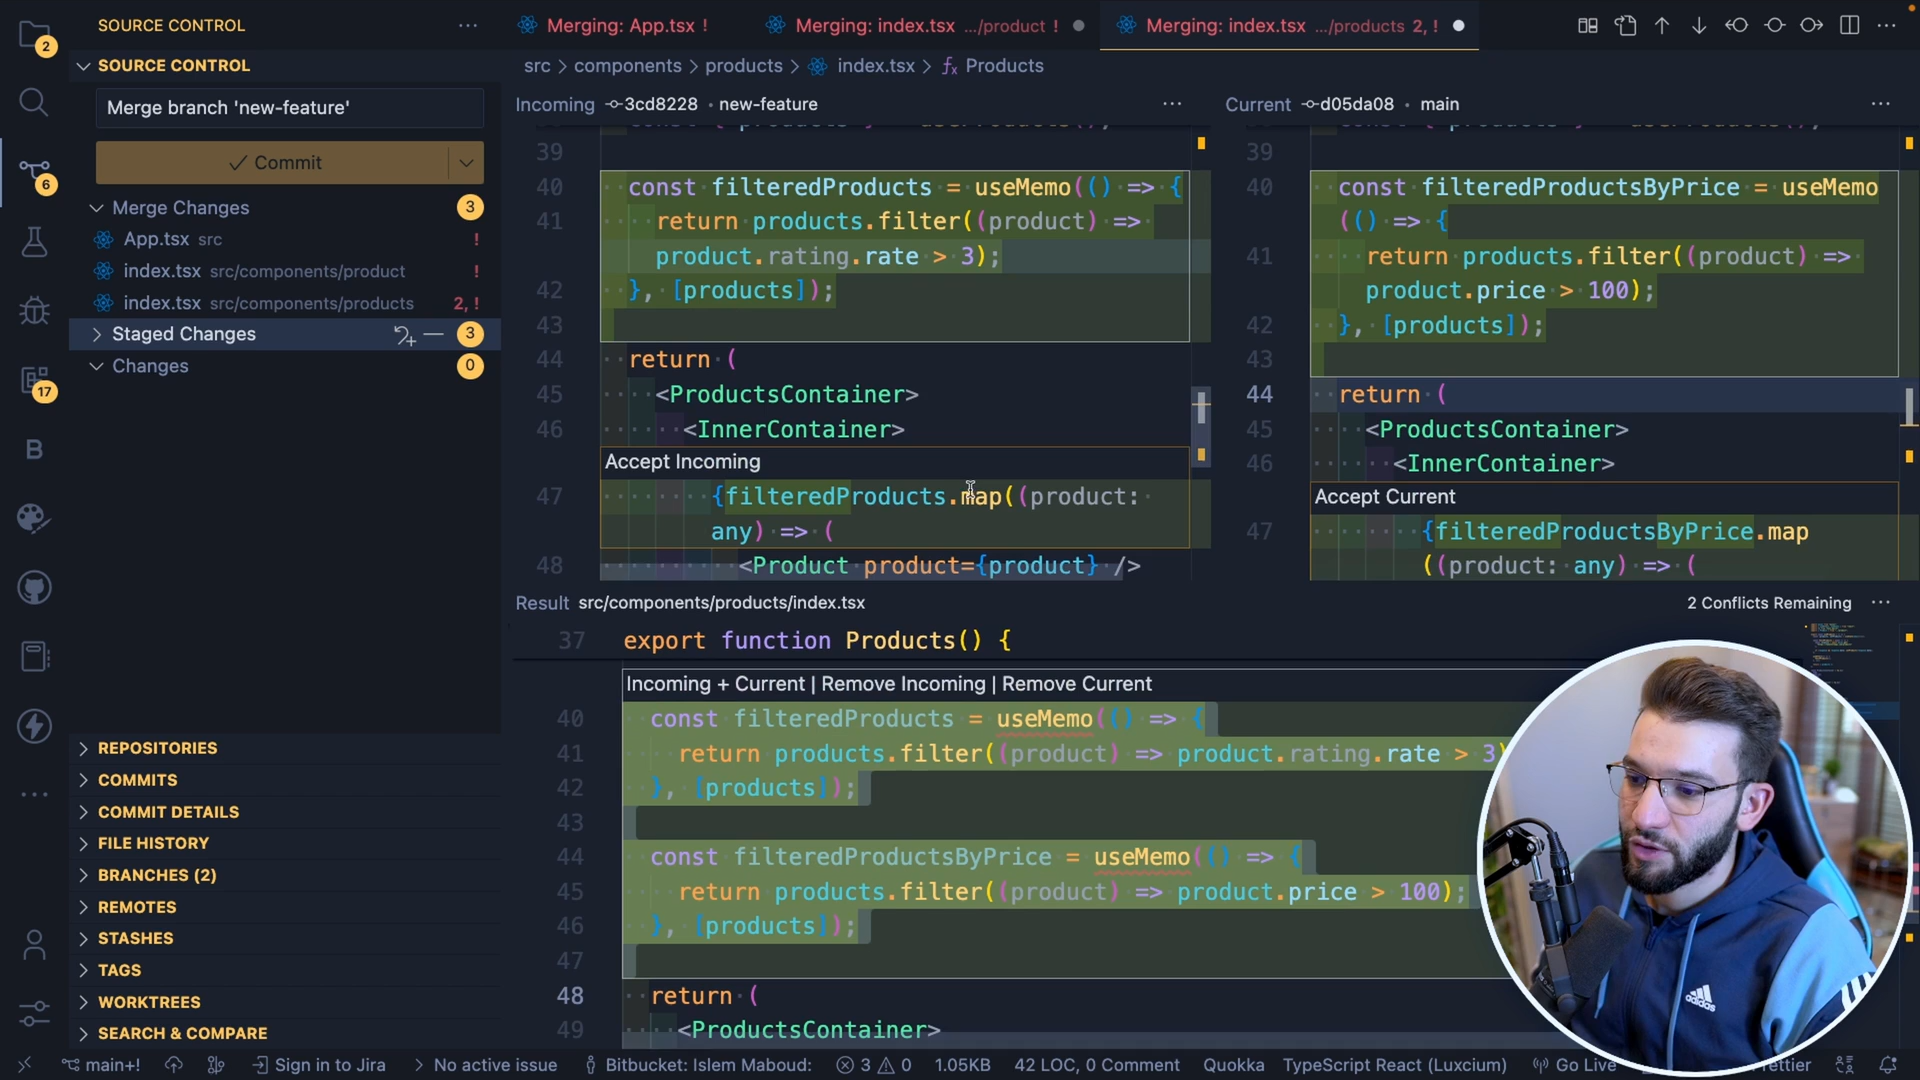 SOURCE CONTROL
Merging: App.tsx !
Merging: index.tsx .../product !
Merging: index.tsx .../products 2, !
SOURCE CONTROL
src > components > products > index.tsx > Products
Merge branch 'new-feature'
Incoming 3cd8228 • new-feature
Current d05da08 • main
Commit
Merge Changes 3
App.tsx src !
index.tsx src/components/product !
index.tsx src/components/products 2, !
Staged Changes 3
Changes 0
2
6
17
B
39
40 const filteredProducts = useMemo(() => {
41 return products.filter((product) =>
product.rating.rate > 3);
42 }, [products]);
43
44 return (
45 <ProductsContainer>
46 <InnerContainer>
Accept Incoming
47 {filteredProducts.map((product:
any) => (
48 <Product product={product} />
39
40 const filteredProductsByPrice = useMemo
(() => {
41 return products.filter((product) =>
product.price > 100);
42 }, [products]);
43
44 return (
45 <ProductsContainer>
46 <InnerContainer>
Accept Current
47 {filteredProductsByPrice.map
((product: any) => (
Result src/components/products/index.tsx
2 Conflicts Remaining
37 export function Products() {
Incoming + Current | Remove Incoming | Remove Current
40 const filteredProducts = useMemo(() => {
41 return products.filter((product) => product.rating.rate > 3)
42 }, [products]);
43
44 const filteredProductsByPrice = useMemo(() => {
45 return products.filter((product) => product.price > 100);
46 }, [products]);
47
48 return (
49 <ProductsContainer>
REPOSITORIES
COMMITS
COMMIT DETAILS
FILE HISTORY
BRANCHES (2)
REMOTES
STASHES
TAGS
WORKTREES
SEARCH & COMPARE
adidas
main+!
Sign in to Jira
No active issue
Bitbucket: Islem Maboud:
3
0
1.05KB
42 LOC, 0 Comment
Quokka
TypeScript React (Luxcium)
Go Live